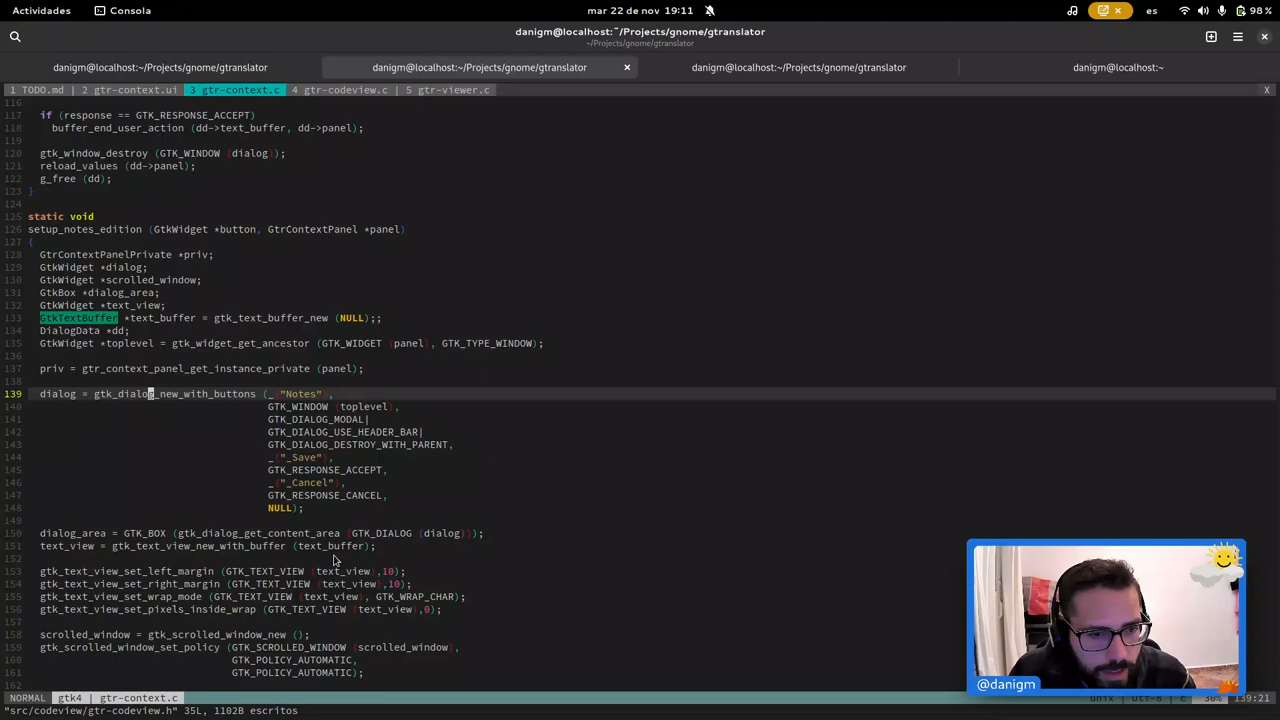 Actividades Consola mar 22 de nov 19:11 es 98 %
danigm@localhost:~/Projects/gnome/gtranslator
~/Projects/gnome/gtranslator
danigm@localhost:~/Projects/gnome/gtranslator danigm@localhost:~/Projects/gnome/gtranslator danigm@localhost:~/Projects/gnome/gtranslator danigm@localhost:~
1 TODO.md | 2 gtr-context.ui 3 gtr-context.c 4 gtr-codeview.c | 5 gtr-viewer.c X
116
117 if (response == GTK_RESPONSE_ACCEPT)
118 buffer_end_user_action (dd->text_buffer, dd->panel);
119
120 gtk_window_destroy (GTK_WINDOW (dialog));
121 reload_values (dd->panel);
122 g_free (dd);
123 }
124
125 static void
126 setup_notes_edition (GtkWidget *button, GtrContextPanel *panel)
127 {
128 GtrContextPanelPrivate *priv;
129 GtkWidget *dialog;
130 GtkWidget *scrolled_window;
131 GtkBox *dialog_area;
132 GtkWidget *text_view;
133 GtkTextBuffer *text_buffer = gtk_text_buffer_new (NULL);;
134 DialogData *dd;
135 GtkWidget *toplevel = gtk_widget_get_ancestor (GTK_WIDGET (panel), GTK_TYPE_WINDOW);
136
137 priv = gtr_context_panel_get_instance_private (panel);
138
139 dialog = gtk_dialog_new_with_buttons (_("Notes"),
140 GTK_WINDOW (toplevel),
141 GTK_DIALOG_MODAL|
142 GTK_DIALOG_USE_HEADER_BAR|
143 GTK_DIALOG_DESTROY_WITH_PARENT,
144 _("_Save"),
145 GTK_RESPONSE_ACCEPT,
146 _("_Cancel"),
147 GTK_RESPONSE_CANCEL,
148 NULL);
149
150 dialog_area = GTK_BOX (gtk_dialog_get_content_area (GTK_DIALOG (dialog)));
151 text_view = gtk_text_view_new_with_buffer (text_buffer);
152
153 gtk_text_view_set_left_margin (GTK_TEXT_VIEW (text_view),10);
154 gtk_text_view_set_right_margin (GTK_TEXT_VIEW (text_view),10);
155 gtk_text_view_set_wrap_mode (GTK_TEXT_VIEW (text_view), GTK_WRAP_CHAR);
156 gtk_text_view_set_pixels_inside_wrap (GTK_TEXT_VIEW (text_view),0);
157
158 scrolled_window = gtk_scrolled_window_new ();
159 gtk_scrolled_window_set_policy (GTK_SCROLLED_WINDOW (scrolled_window),
160 GTK_POLICY_AUTOMATIC,
161 GTK_POLICY_AUTOMATIC);
162
@danigm
NORMAL gtk4 | gtr-context.c 30% 139:21
"src/codeview/gtr-codeview.h" 35L, 1102B escritos